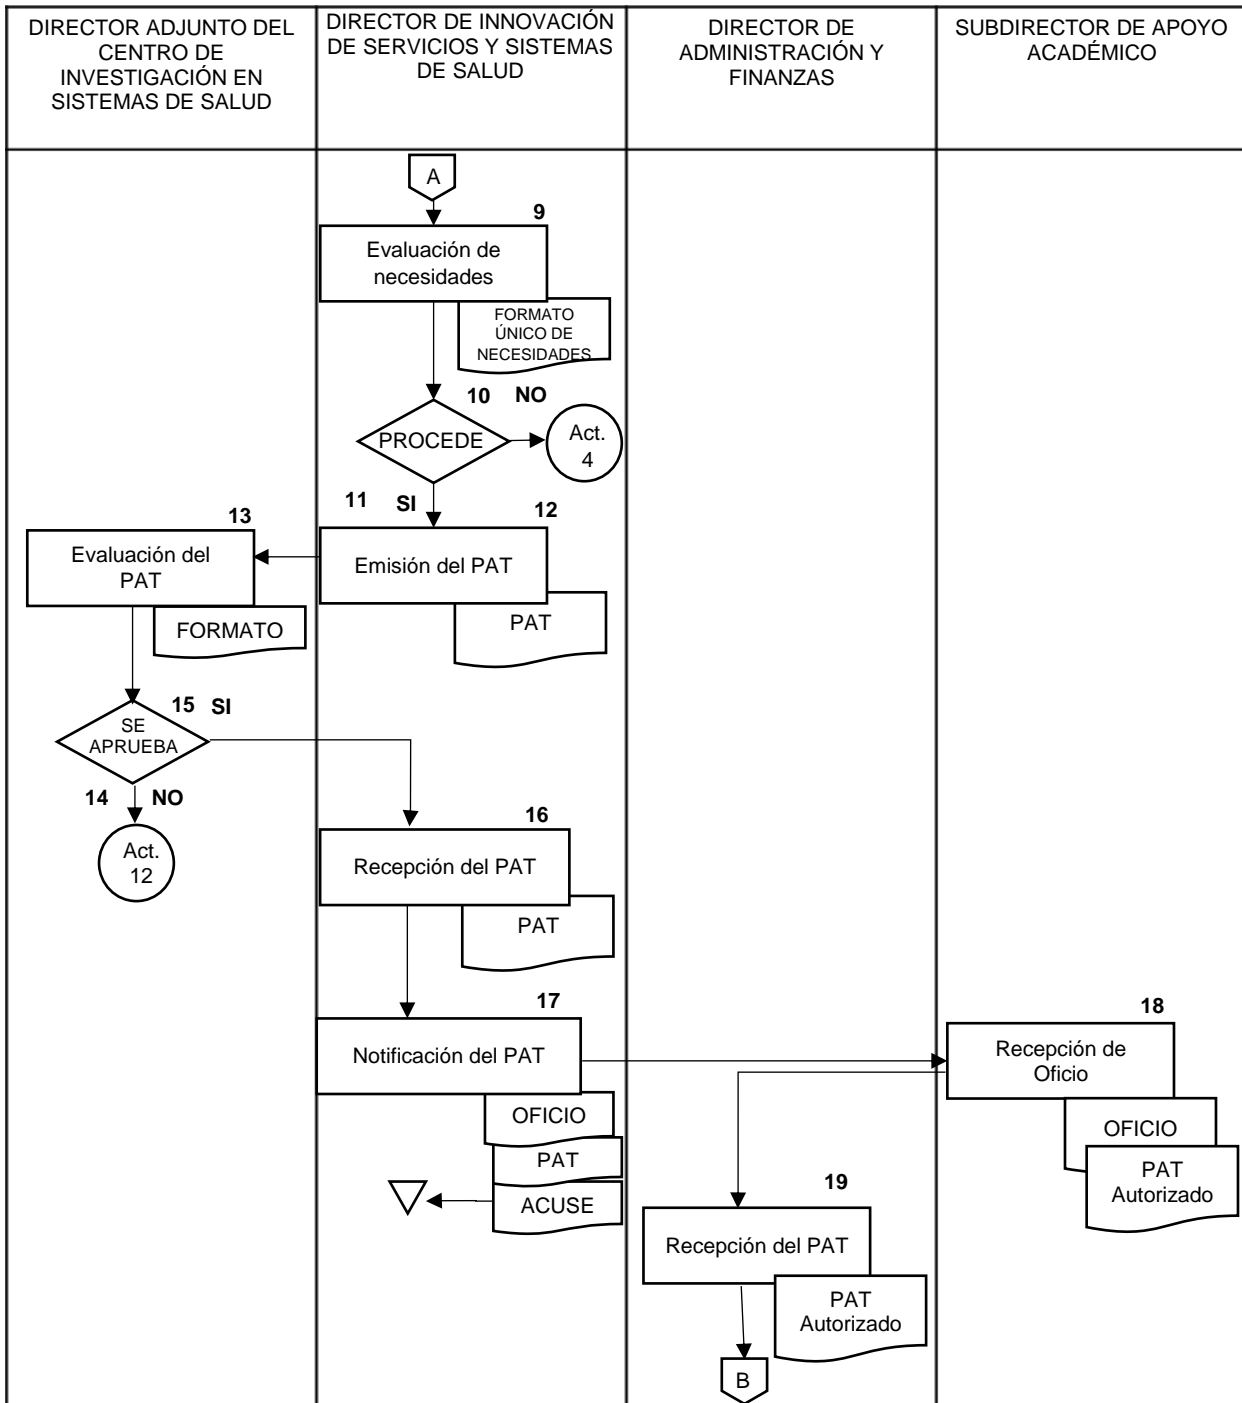 DIRECTOR ADJUNTO DEL
CENTRO DE
INVESTIGACIÓN EN
SISTEMAS DE SALUD
DIRECTOR DE INNOVACIÓN
DE SERVICIOS Y SISTEMAS
DE SALUD
DIRECTOR DE
ADMINISTRACIÓN Y
FINANZAS
SUBDIRECTOR DE APOYO
ACADÉMICO
A
9
Evaluación de
necesidades
FORMATO
ÚNICO DE
NECESIDADES
10 NO
PROCEDE
Act.
4
11 SI
12
Emisión del PAT
PAT
13
Evaluación del
PAT
FORMATO
15 SI
SE
APRUEBA
14 NO
Act.
12
16
Recepción del PAT
PAT
17
Notificación del PAT
OFICIO
PAT
ACUSE
18
Recepción de
Oficio
OFICIO
PAT
Autorizado
19
Recepción del PAT
PAT
Autorizado
B